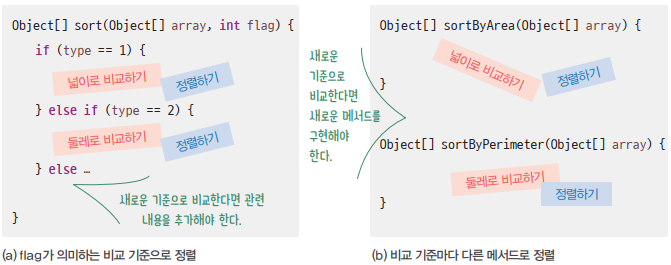 Object[] sort(Object[] array, int flag) {
if (type == 1) {
넓이로 비교하기
정렬하기
} else if (type == 2) {
둘레로 비교하기
정렬하기
} else …
새로운 기준으로 비교한다면 관련
내용을 추가해야 한다.
}
(a) flag가 의미하는 비교 기준으로 정렬
Object[] sortByArea(Object[] array) {
넓이로 비교하기
정렬하기
}
새로운
기준으로
비교한다면
새로운 메서드를
구현해야
한다.
Object[] sortByPerimeter(Object[] array) {
둘레로 비교하기
정렬하기
}
(b) 비교 기준마다 다른 메서드로 정렬